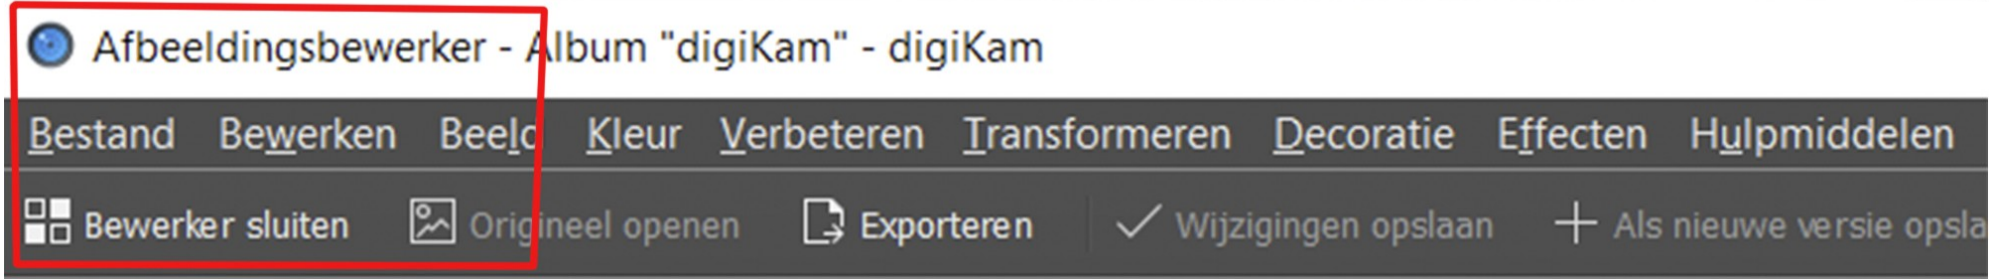 Afbeeldingsbewerker - Album "digiKam" - digiKam
Bestand Bewerken Beeld Kleur Verbeteren Transformeren Decoratie Effecten Hulpmiddelen
Bewerker sluiten Origineel openen Exporteren Wijzigingen opslaan Als nieuwe versie opsla